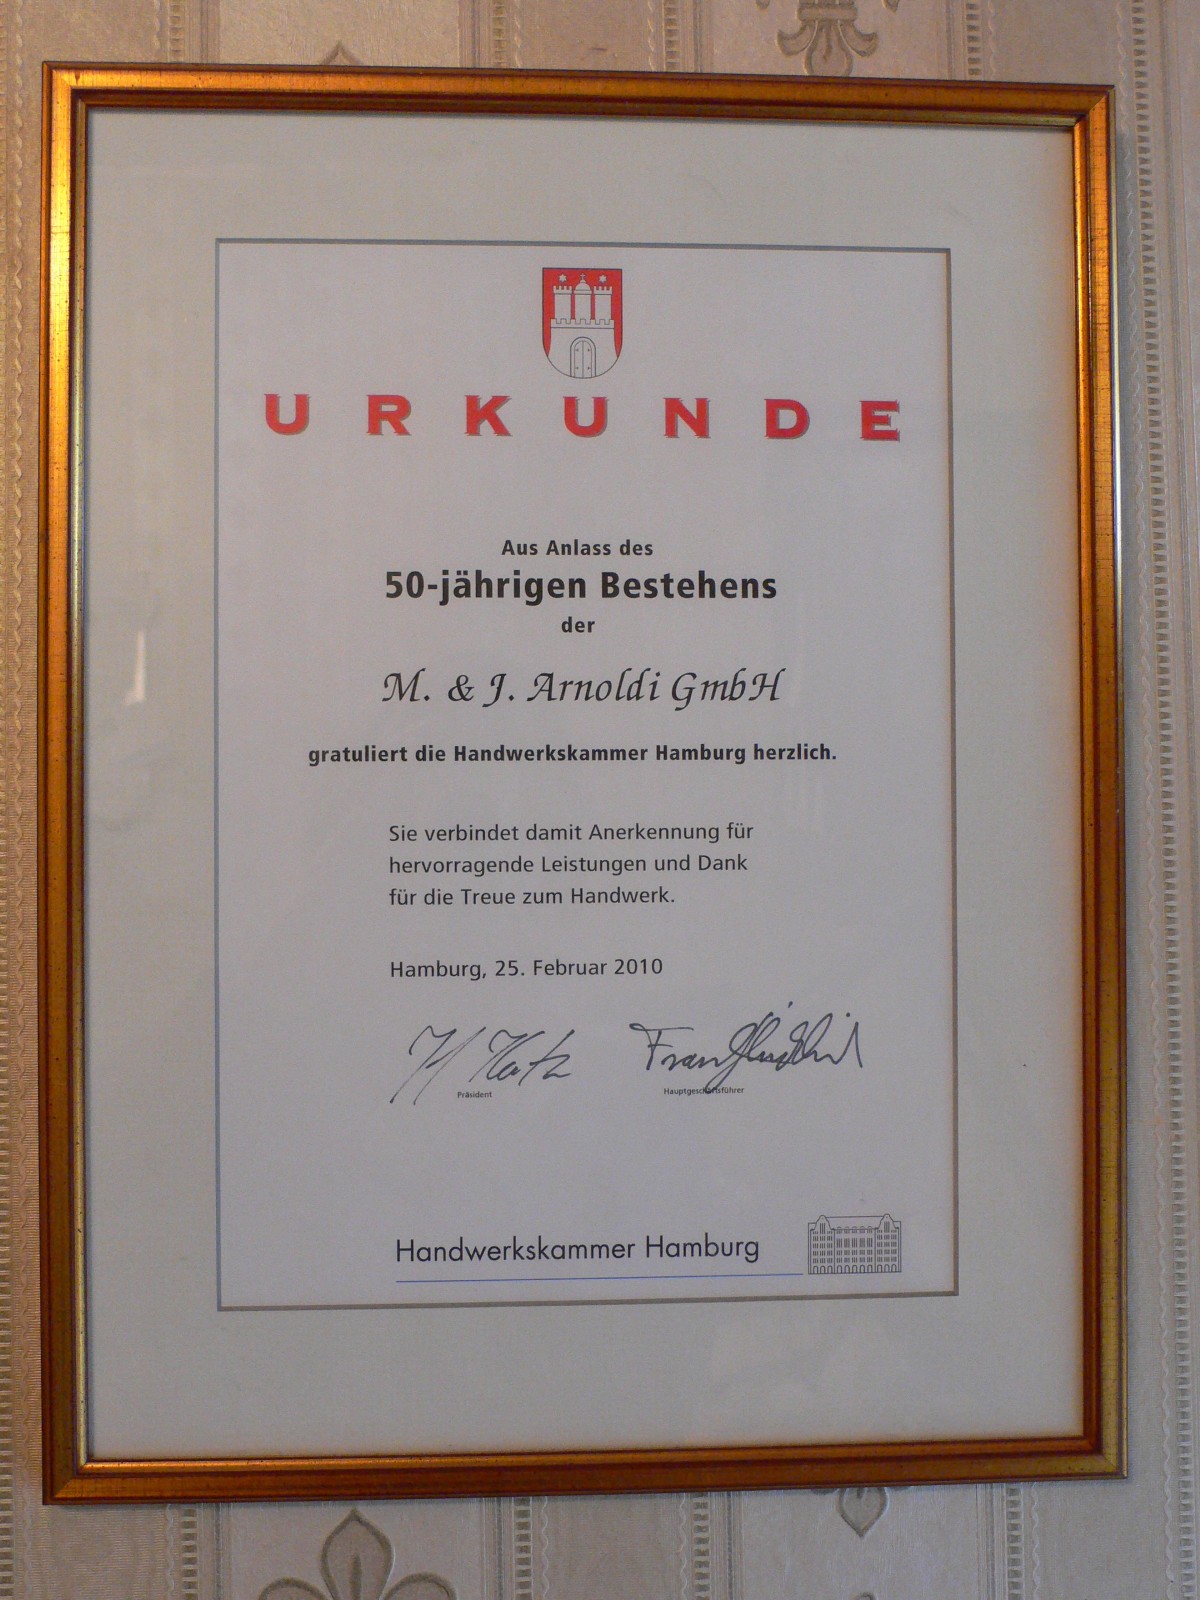 URKUNDE
Aus Anlass des
50-jährigen Bestehens
der
M. & J. Arnoldi GmbH
gratuliert die Handwerkskammer Hamburg herzlich.
Sie verbindet damit Anerkennung für
hervorragende Leistungen und Dank
für die Treue zum Handwerk.
Hamburg, 25. Februar 2010
Präsident
Hauptgeschäftsführer
Handwerkskammer Hamburg